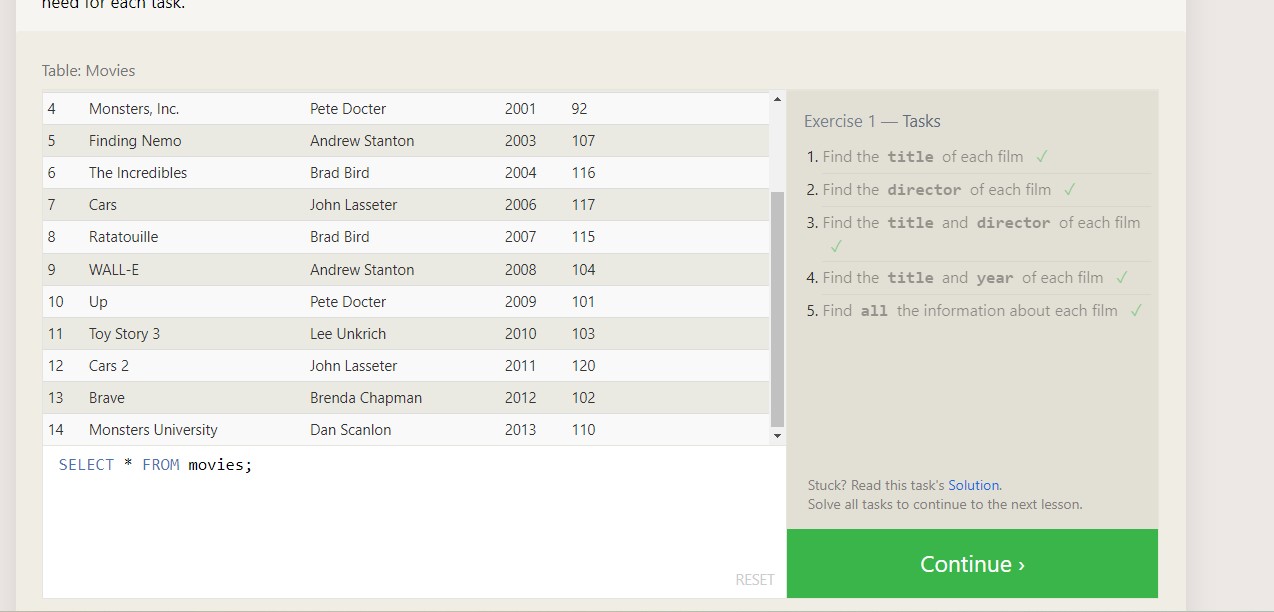 need for each task.
Table: Movies
4 Monsters, Inc. Pete Docter 2001 92
5 Finding Nemo Andrew Stanton 2003 107
6 The Incredibles Brad Bird 2004 116
7 Cars John Lasseter 2006 117
8 Ratatouille Brad Bird 2007 115
9 WALL-E Andrew Stanton 2008 104
10 Up Pete Docter 2009 101
11 Toy Story 3 Lee Unkrich 2010 103
12 Cars 2 John Lasseter 2011 120
13 Brave Brenda Chapman 2012 102
14 Monsters University Dan Scanlon 2013 110
SELECT * FROM movies;
RESET
Exercise 1 — Tasks
1. Find the title of each film ✓
2. Find the director of each film ✓
3. Find the title and director of each film
✓
4. Find the title and year of each film ✓
5. Find all the information about each film ✓
Stuck? Read this task's Solution.
Solve all tasks to continue to the next lesson.
Continue ›